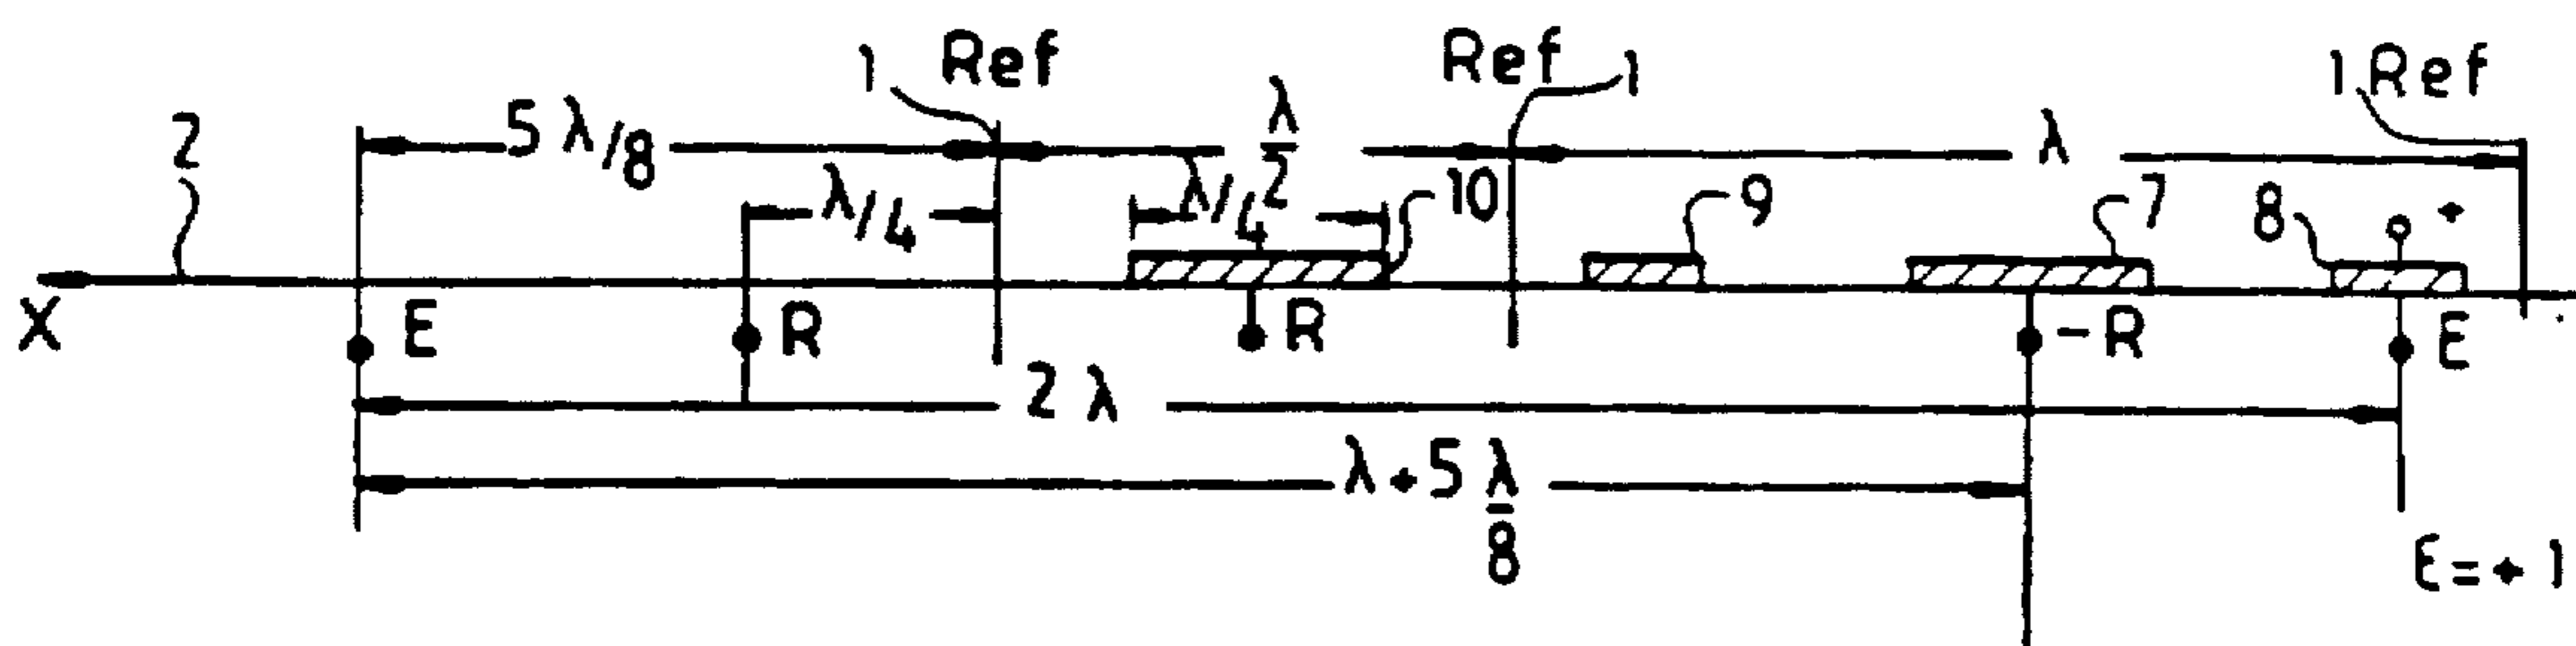 1 Ref Ref 1 1 Ref
2 5 λ/8 λ/2 λ
λ/4 λ/4 10 9 7 8 +
X E R R -R E
2 λ
λ + 5 λ/8
ε = + 1